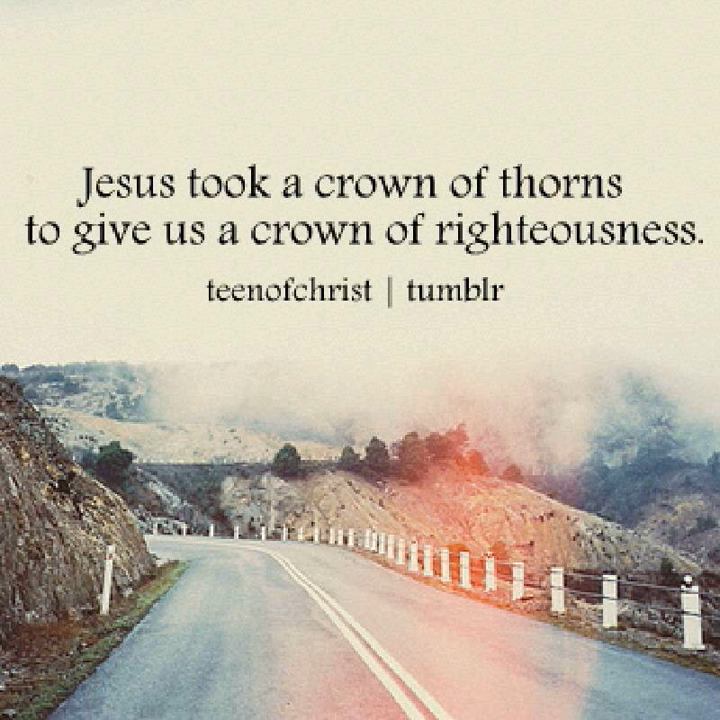 Jesus took a crown of thorns
to give us a crown of righteousness.
teenofchrist | tumblr